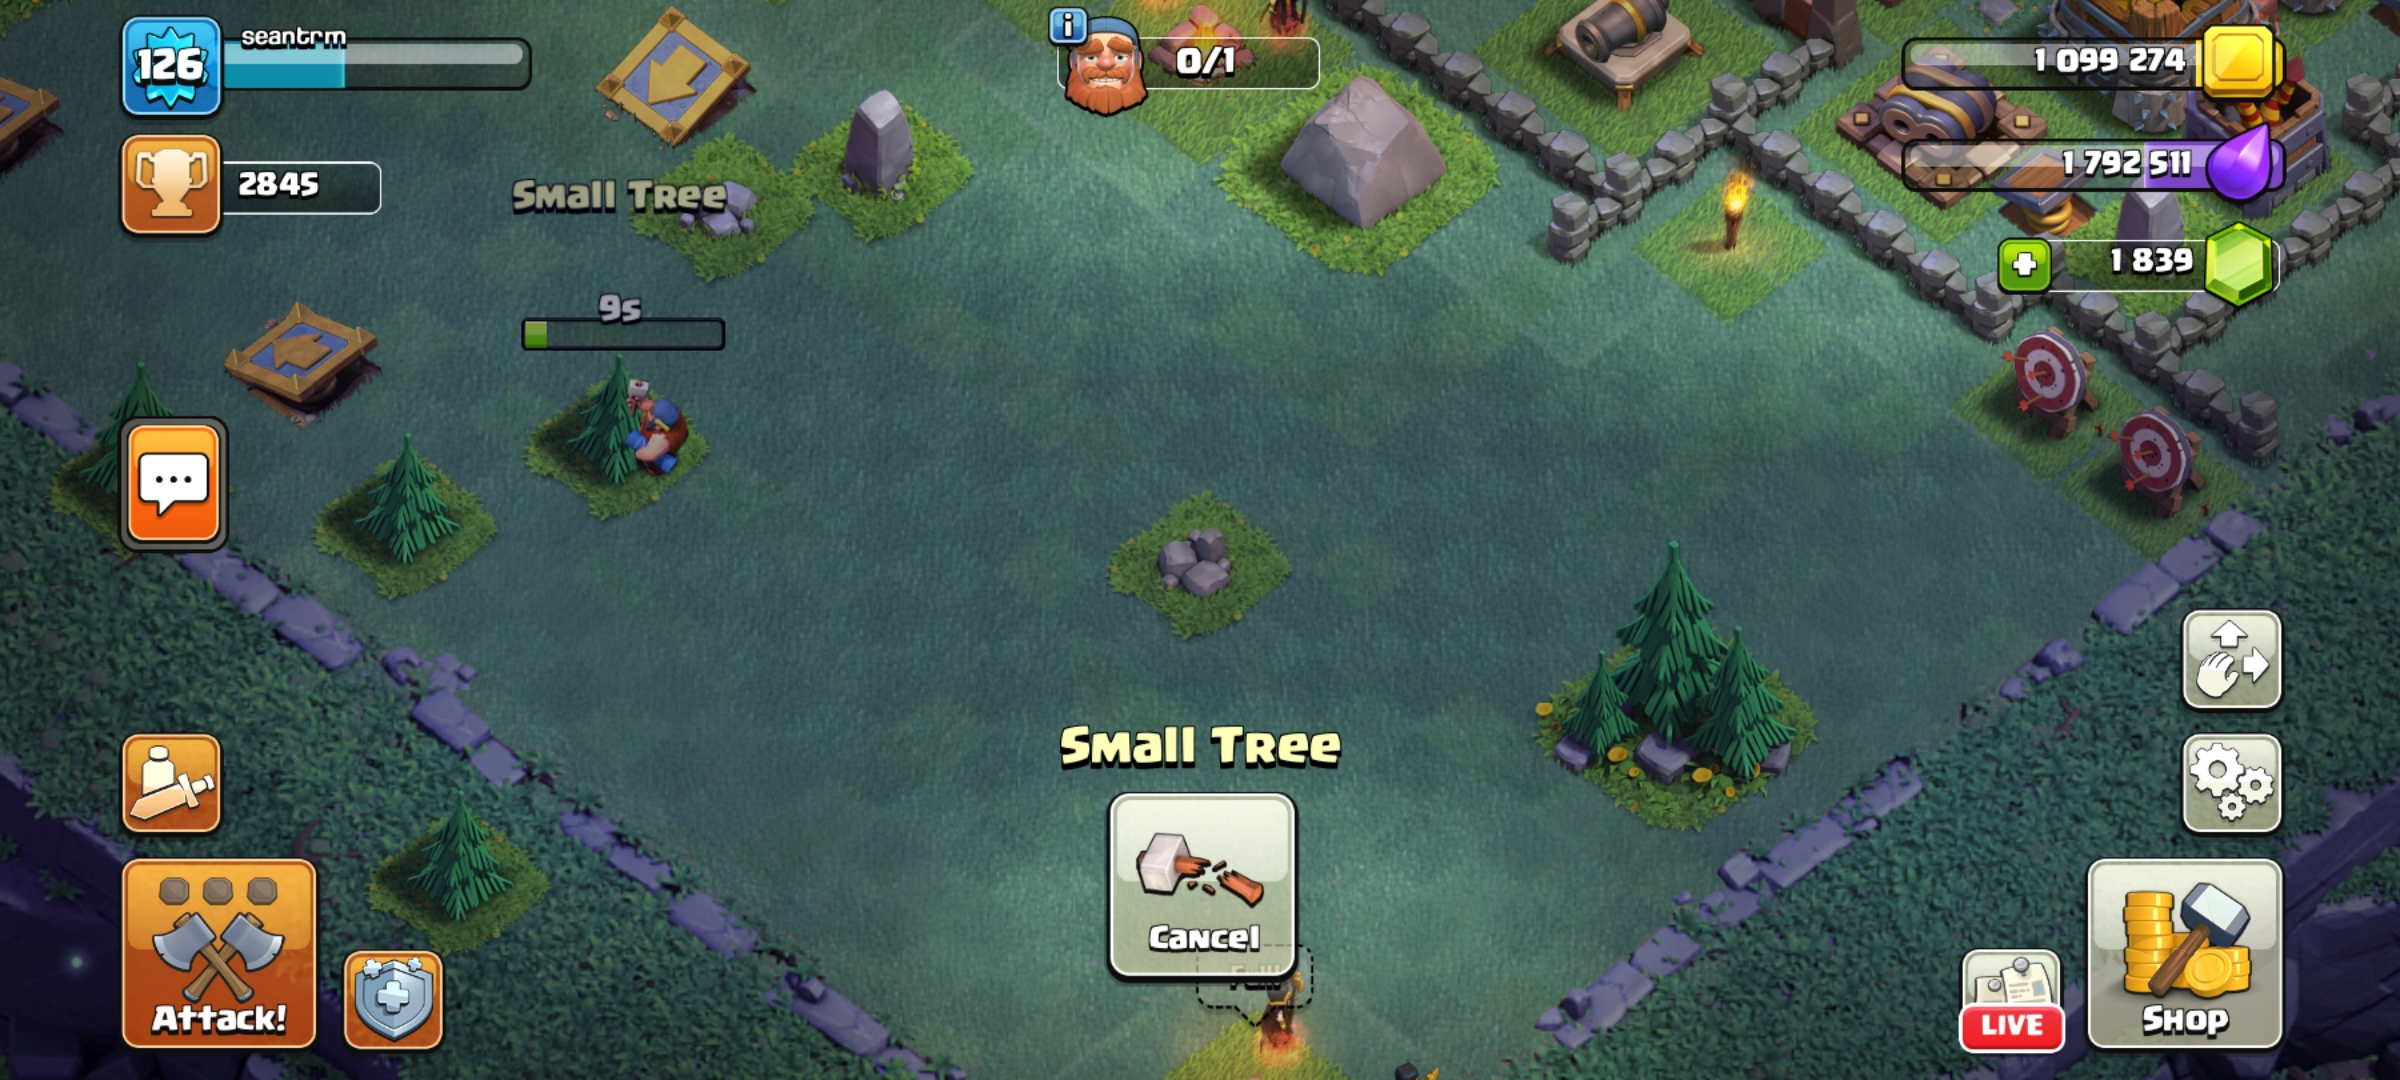 126
seantrm
0/1
1 099 274
2845
Small Tree
1 792 511
1 839
9s
Small Tree
Cancel
Attack!
LIVE
Shop